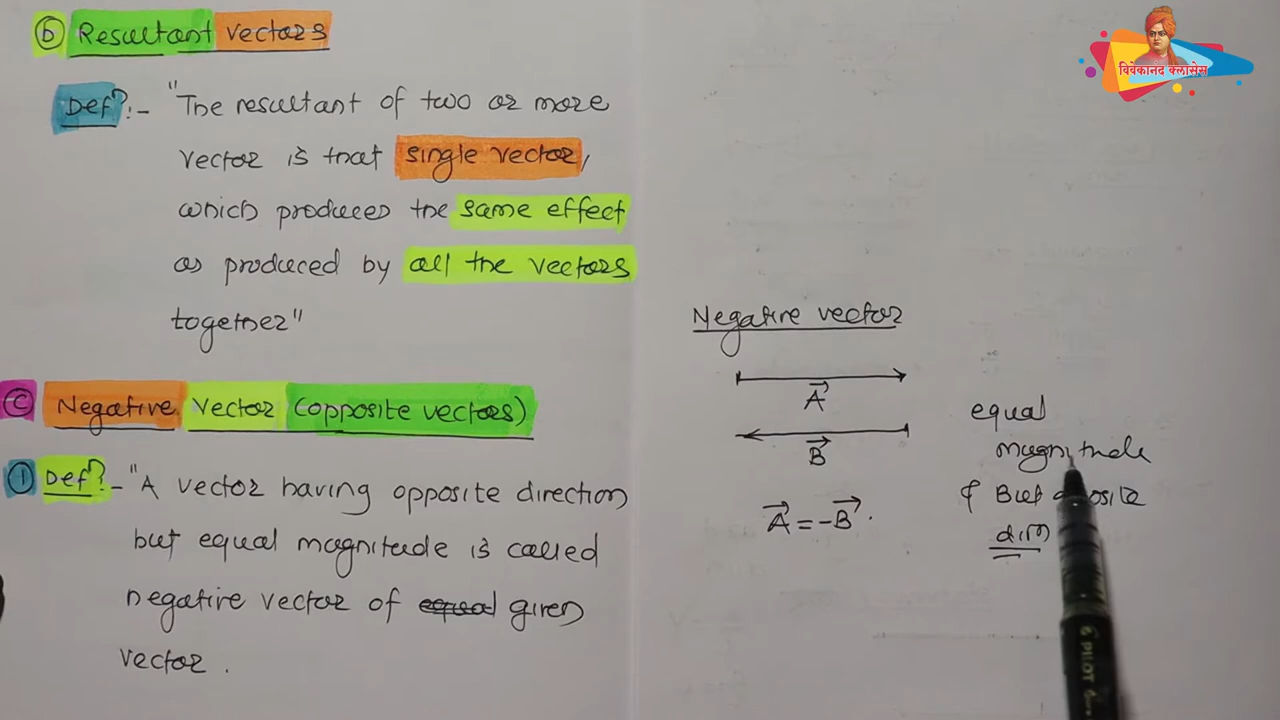 b Resultant Vectors
Def?:- "The resultant of two or more
vector is that single vector,
which produces the same effect
as produced by all the vectors
together"
C Negative Vector (opposite vectors)
① Def?- "A vector having opposite direction
but equal magnitude is called
negative vector of equal given
vector.
Negative vector
A⃗
B⃗
A⃗ = -B⃗.
equal
magnitude
& But opposite
dirn
विवेकानंद क्लासेस
PILOT